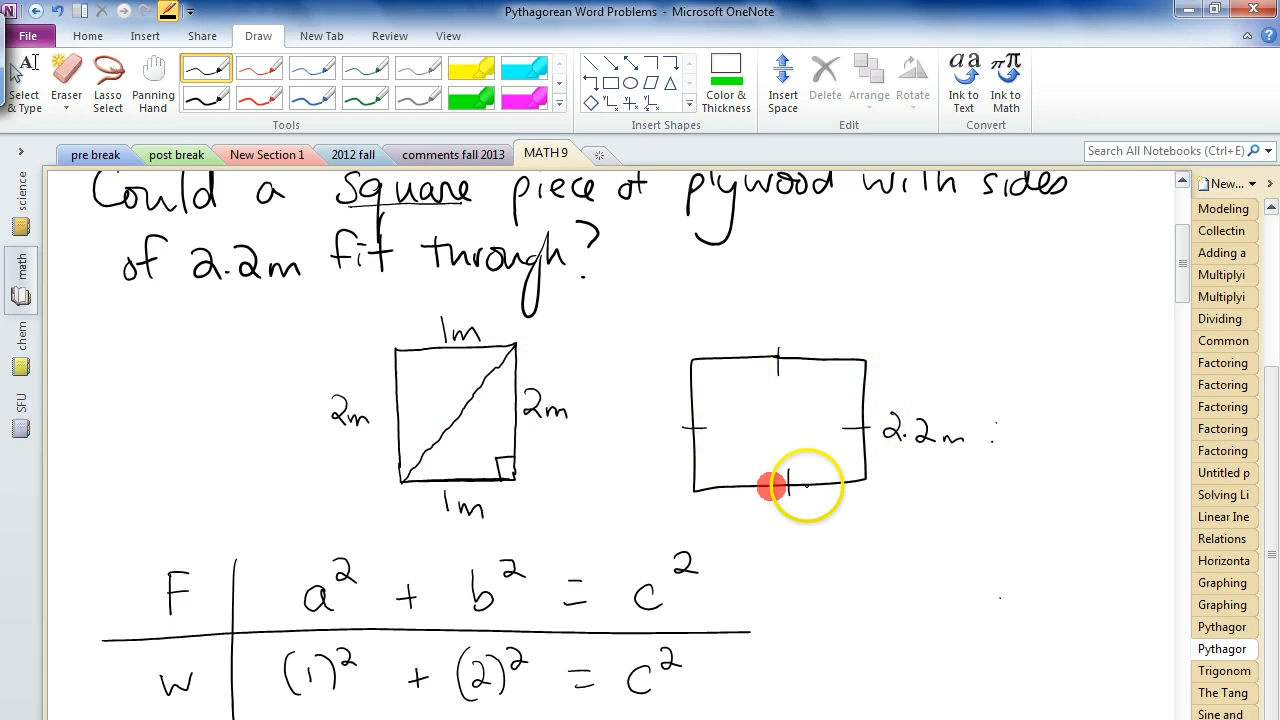 Pythagorean Word Problems - Microsoft OneNote
File Home Insert Draw New Tab Review View
Select & Type
Eraser
Lasso Select
Panning Hand
Color & Thickness
Insert Space
Delete
Arrange
Rotate
Ink to Text
Ink to Math
Tools
Insert Shapes
Edit
Convert
pre break
post break
New Section 1
2012 fall
comments fall 2013
MATH 9
Search All Notebooks (Ctrl+E)
science
math
chem
SFU
Could a square piece of plywood with sides
of 2.2m fit through?
1m
2m
2m
1m
2.2m
F a² + b² = c²
W (1)² + (2)² = c²
New...
Modeling
Collectin
Adding a
Multiplyi
Multiplyi
Dividing
Common
Factoring
Factoring
Factoring
Factoring
Factoring
Untitled p
Solving Li
Linear Ine
Relations
Horizonta
Graphing
Graphing
Pythagor
Pythagor
Trigonom
The Tang
Sine and